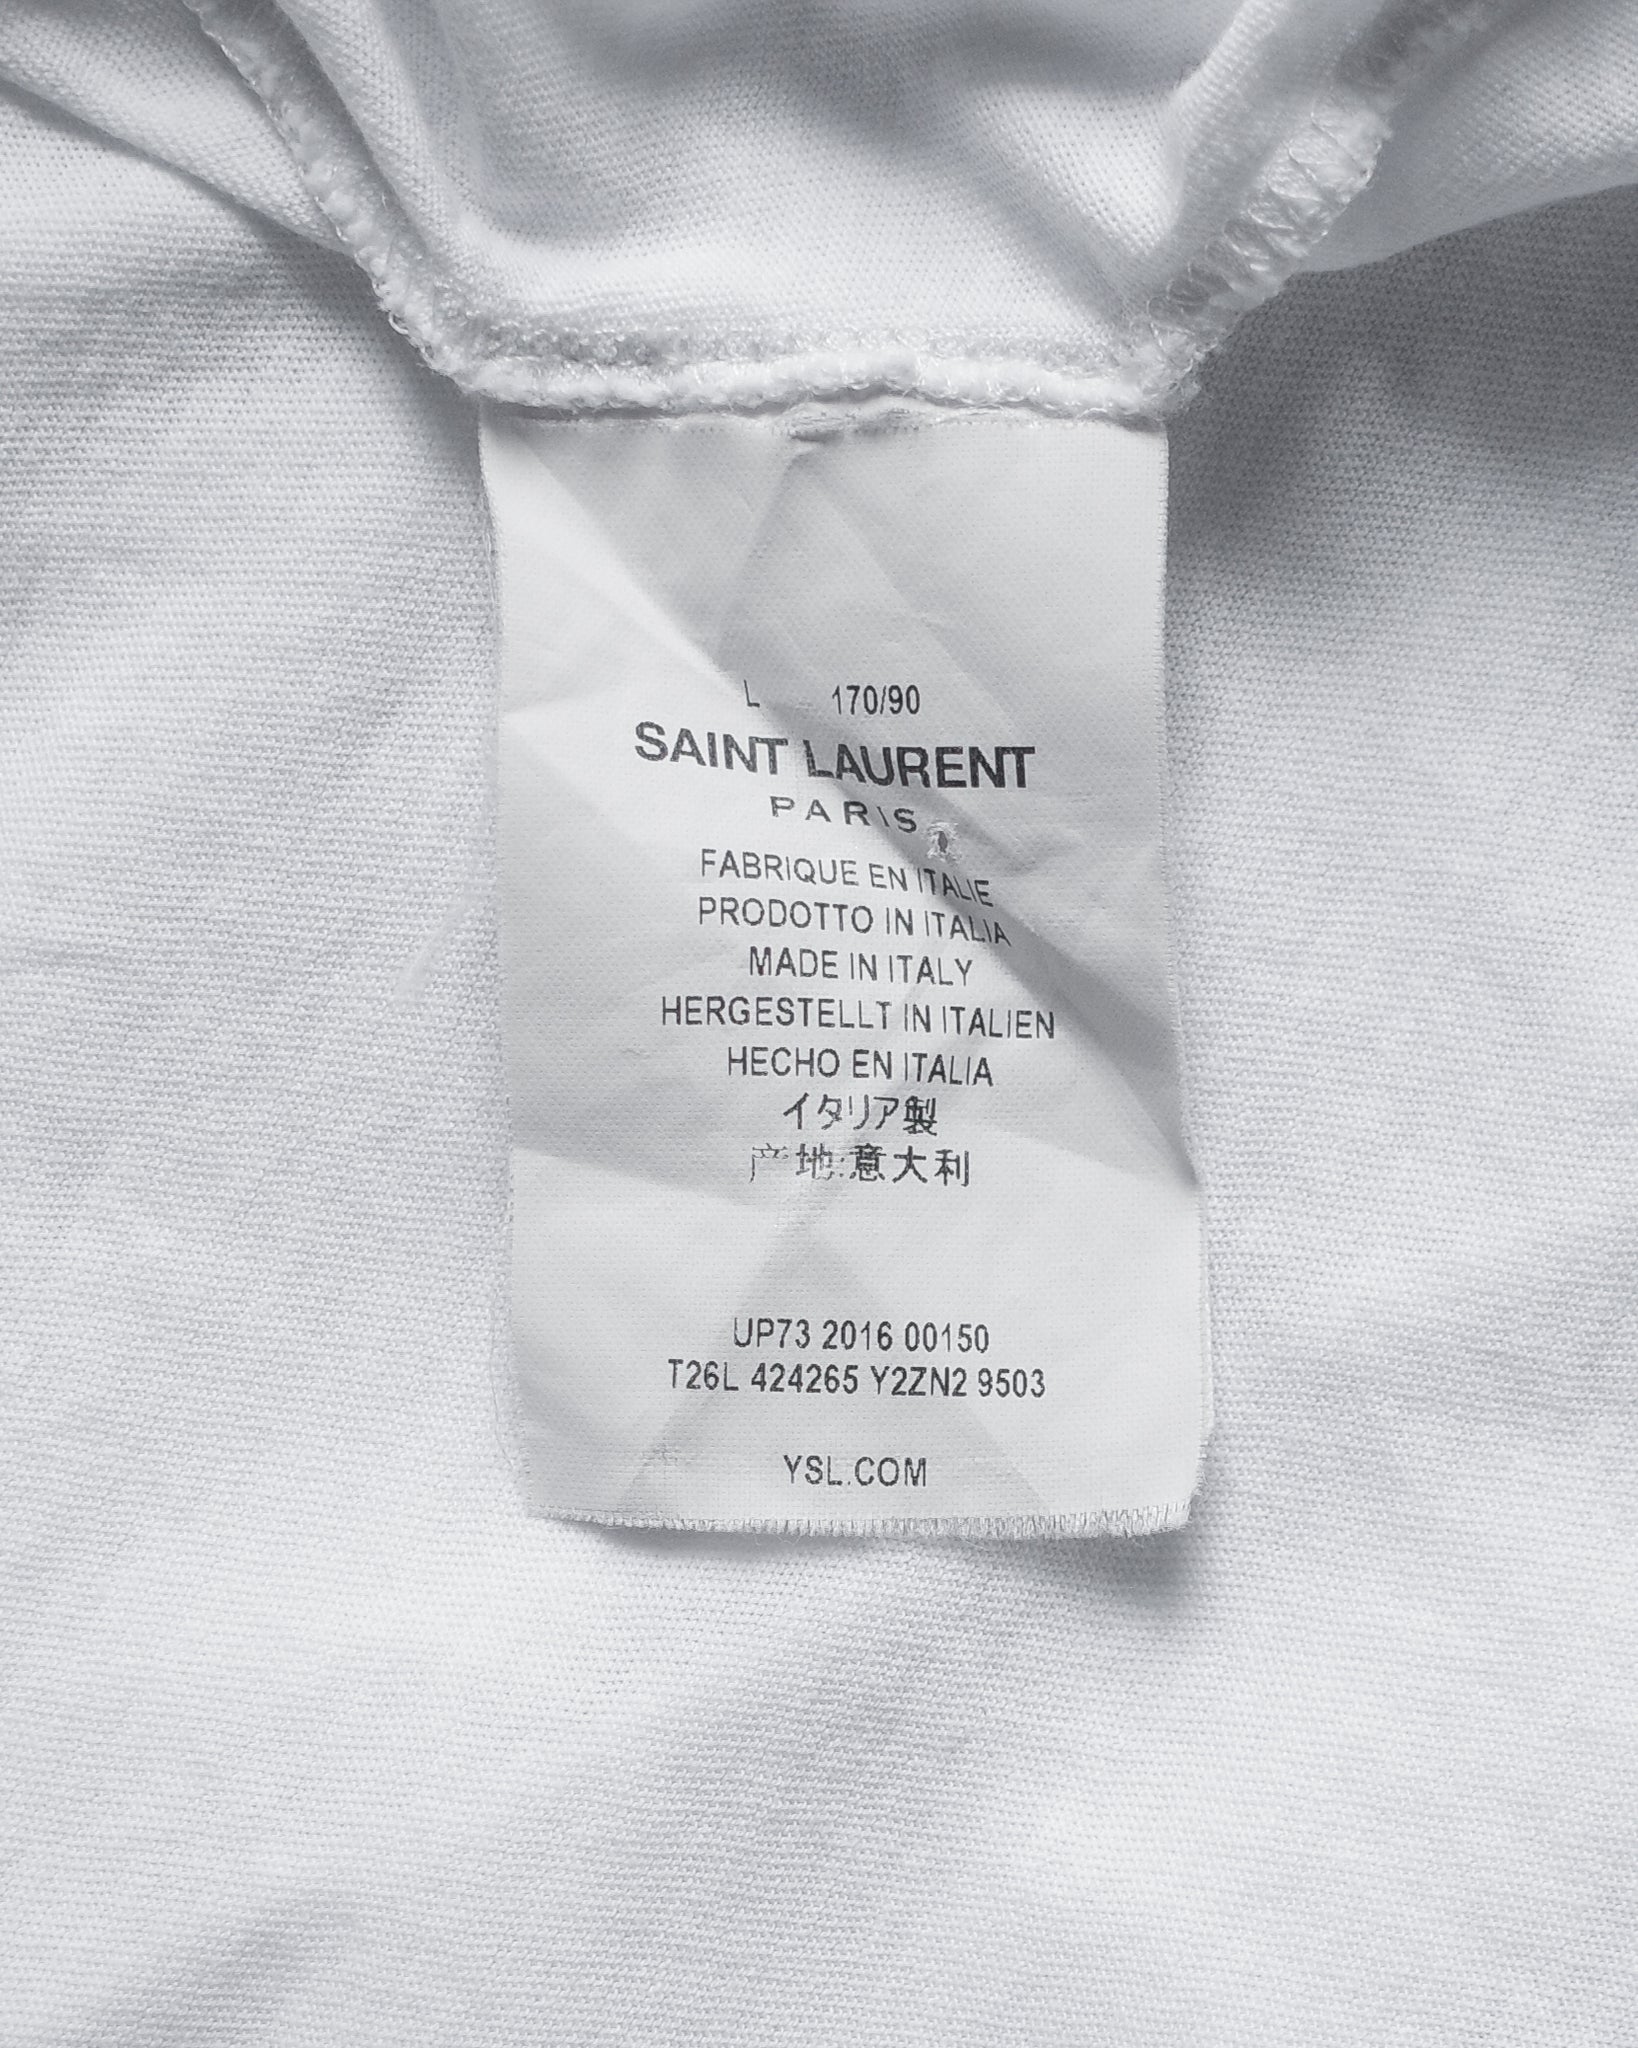 L 170/90
SAINT LAURENT
PARIS
FABRIQUE EN ITALIE
PRODOTTO IN ITALIA
MADE IN ITALY
HERGESTELLT IN ITALIEN
HECHO EN ITALIA
イタリア製
产地:意大利
UP73 2016 00150
T26L 424265 Y2ZN2 9503
YSL.COM